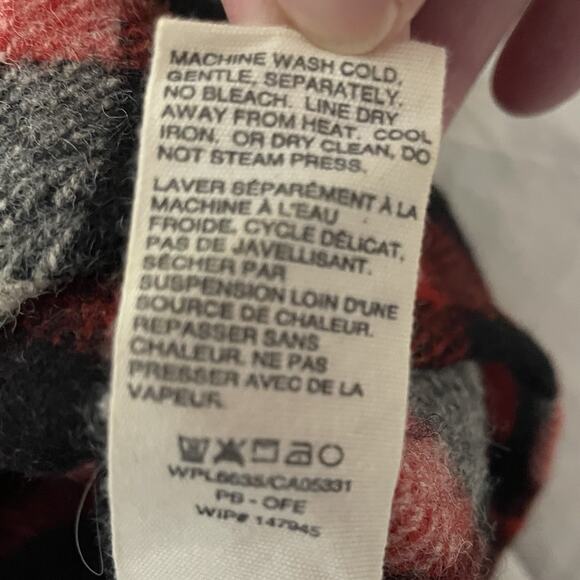 MACHINE WASH COLD,
GENTLE, SEPARATELY.
NO BLEACH. LINE DRY
AWAY FROM HEAT. COOL
IRON. OR DRY CLEAN, DO
NOT STEAM PRESS.
LAVER SÉPARÉMENT À LA
MACHINE À L'EAU
FROIDE, CYCLE DÉLICAT,
PAS DE JAVELLISANT.
SÉCHER PAR
SUSPENSION LOIN D'UNE
SOURCE DE CHALEUR.
REPASSER SANS
CHALEUR. NE PAS
PRESSER AVEC DE LA
VAPEUR.
WPL6635/CA05331
PB - OFE
WIP# 147945